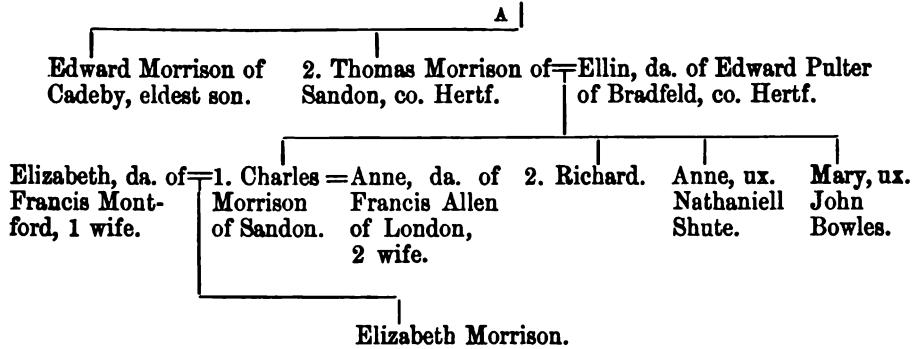 A
Edward Morrison of
Cadeby, eldest son.
2. Thomas Morrison of
Sandon, co. Hertf.
Ellin, da. of Edward Pulter
of Bradfeld, co. Hertf.
Elizabeth, da. of
Francis Mont-
ford, 1 wife.
1. Charles
Morrison
of Sandon.
Anne, da. of
Francis Allen
of London,
2 wife.
2. Richard.
Anne, ux.
Nathaniell
Shute.
Mary, ux.
John
Bowles.
Elizabeth Morrison.